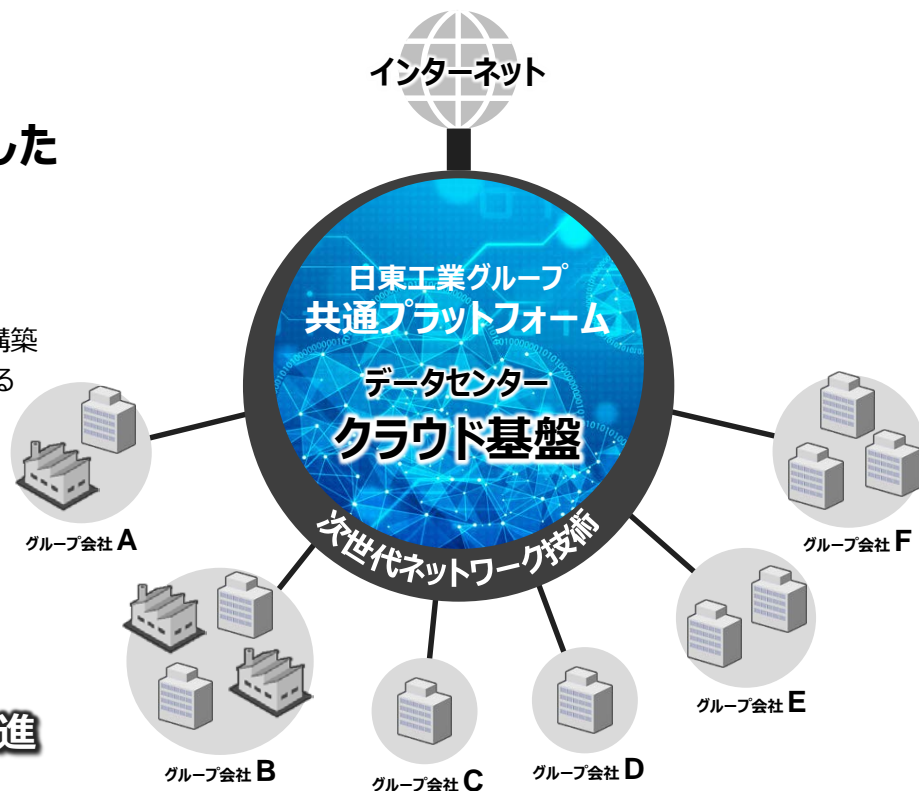 インターネット
した
日東工業グループ
共通プラットフォーム
構築
る
データセンター
クラウド基盤
次世代ネットワーク技術
グループ会社 A
グループ会社 F
グループ会社 E
進
グループ会社 B
グループ会社 C
グループ会社 D